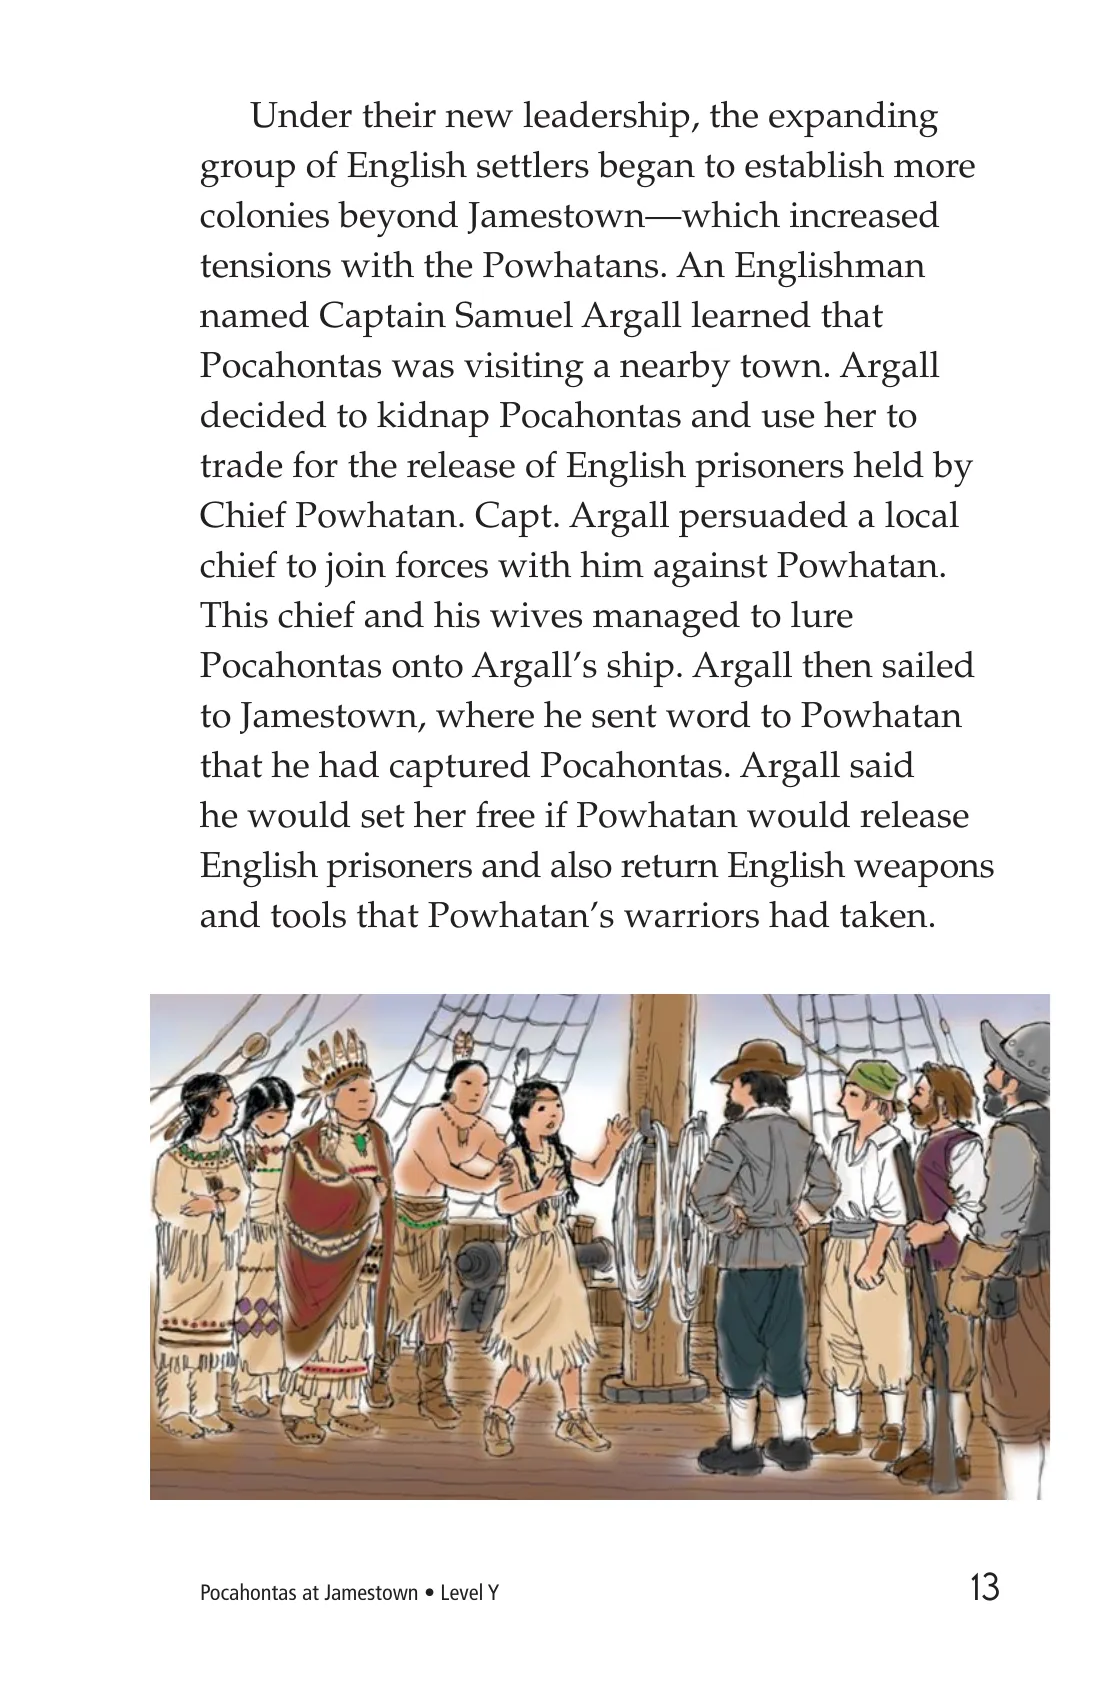 Under their new leadership, the expanding
group of English settlers began to establish more
colonies beyond Jamestown—which increased
tensions with the Powhatans. An Englishman
named Captain Samuel Argall learned that
Pocahontas was visiting a nearby town. Argall
decided to kidnap Pocahontas and use her to
trade for the release of English prisoners held by
Chief Powhatan. Capt. Argall persuaded a local
chief to join forces with him against Powhatan.
This chief and his wives managed to lure
Pocahontas onto Argall’s ship. Argall then sailed
to Jamestown, where he sent word to Powhatan
that he had captured Pocahontas. Argall said
he would set her free if Powhatan would release
English prisoners and also return English weapons
and tools that Powhatan’s warriors had taken.
Pocahontas at Jamestown • Level Y
13